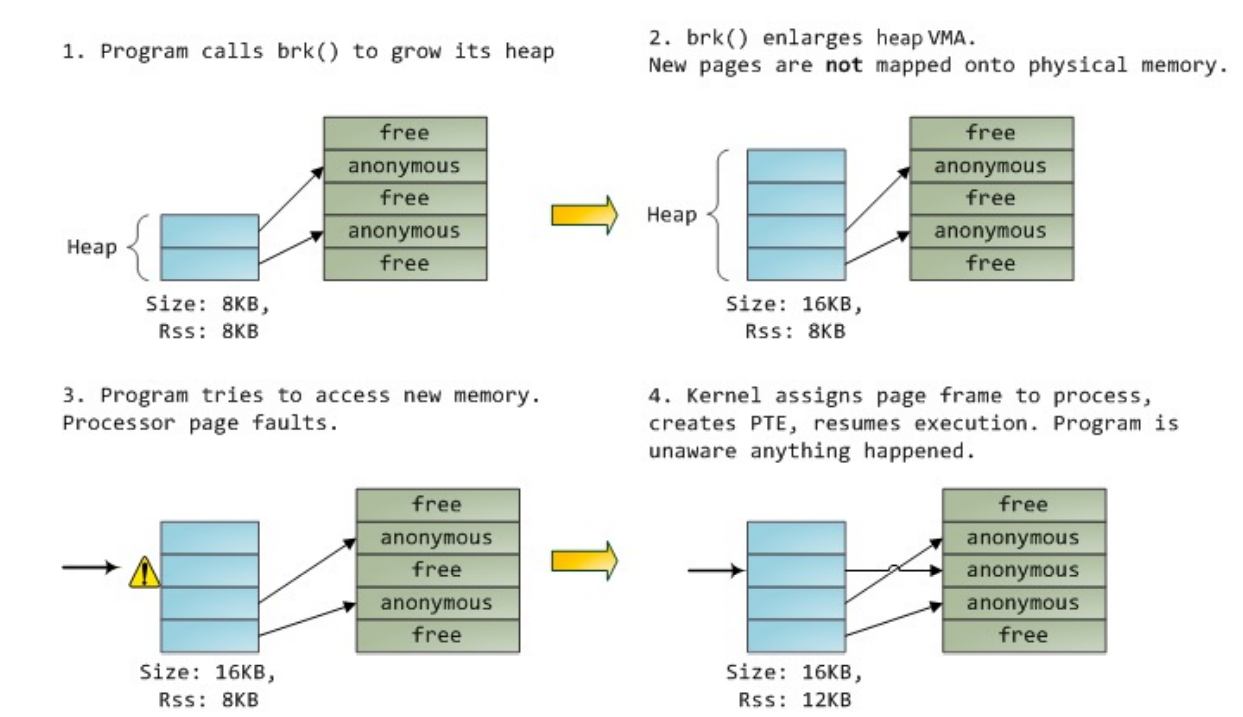 1. Program calls brk() to grow its heap
2. brk() enlarges heap VMA.
New pages are not mapped onto physical memory.
free
anonymous
free
anonymous
free
Heap
Size: 8KB,
Rss: 8KB
free
anonymous
free
anonymous
free
Heap
Size: 16KB,
Rss: 8KB
3. Program tries to access new memory.
Processor page faults.
4. Kernel assigns page frame to process,
creates PTE, resumes execution. Program is
unaware anything happened.
free
anonymous
free
anonymous
free
Size: 16KB,
Rss: 8KB
free
anonymous
anonymous
anonymous
free
Size: 16KB,
Rss: 12KB